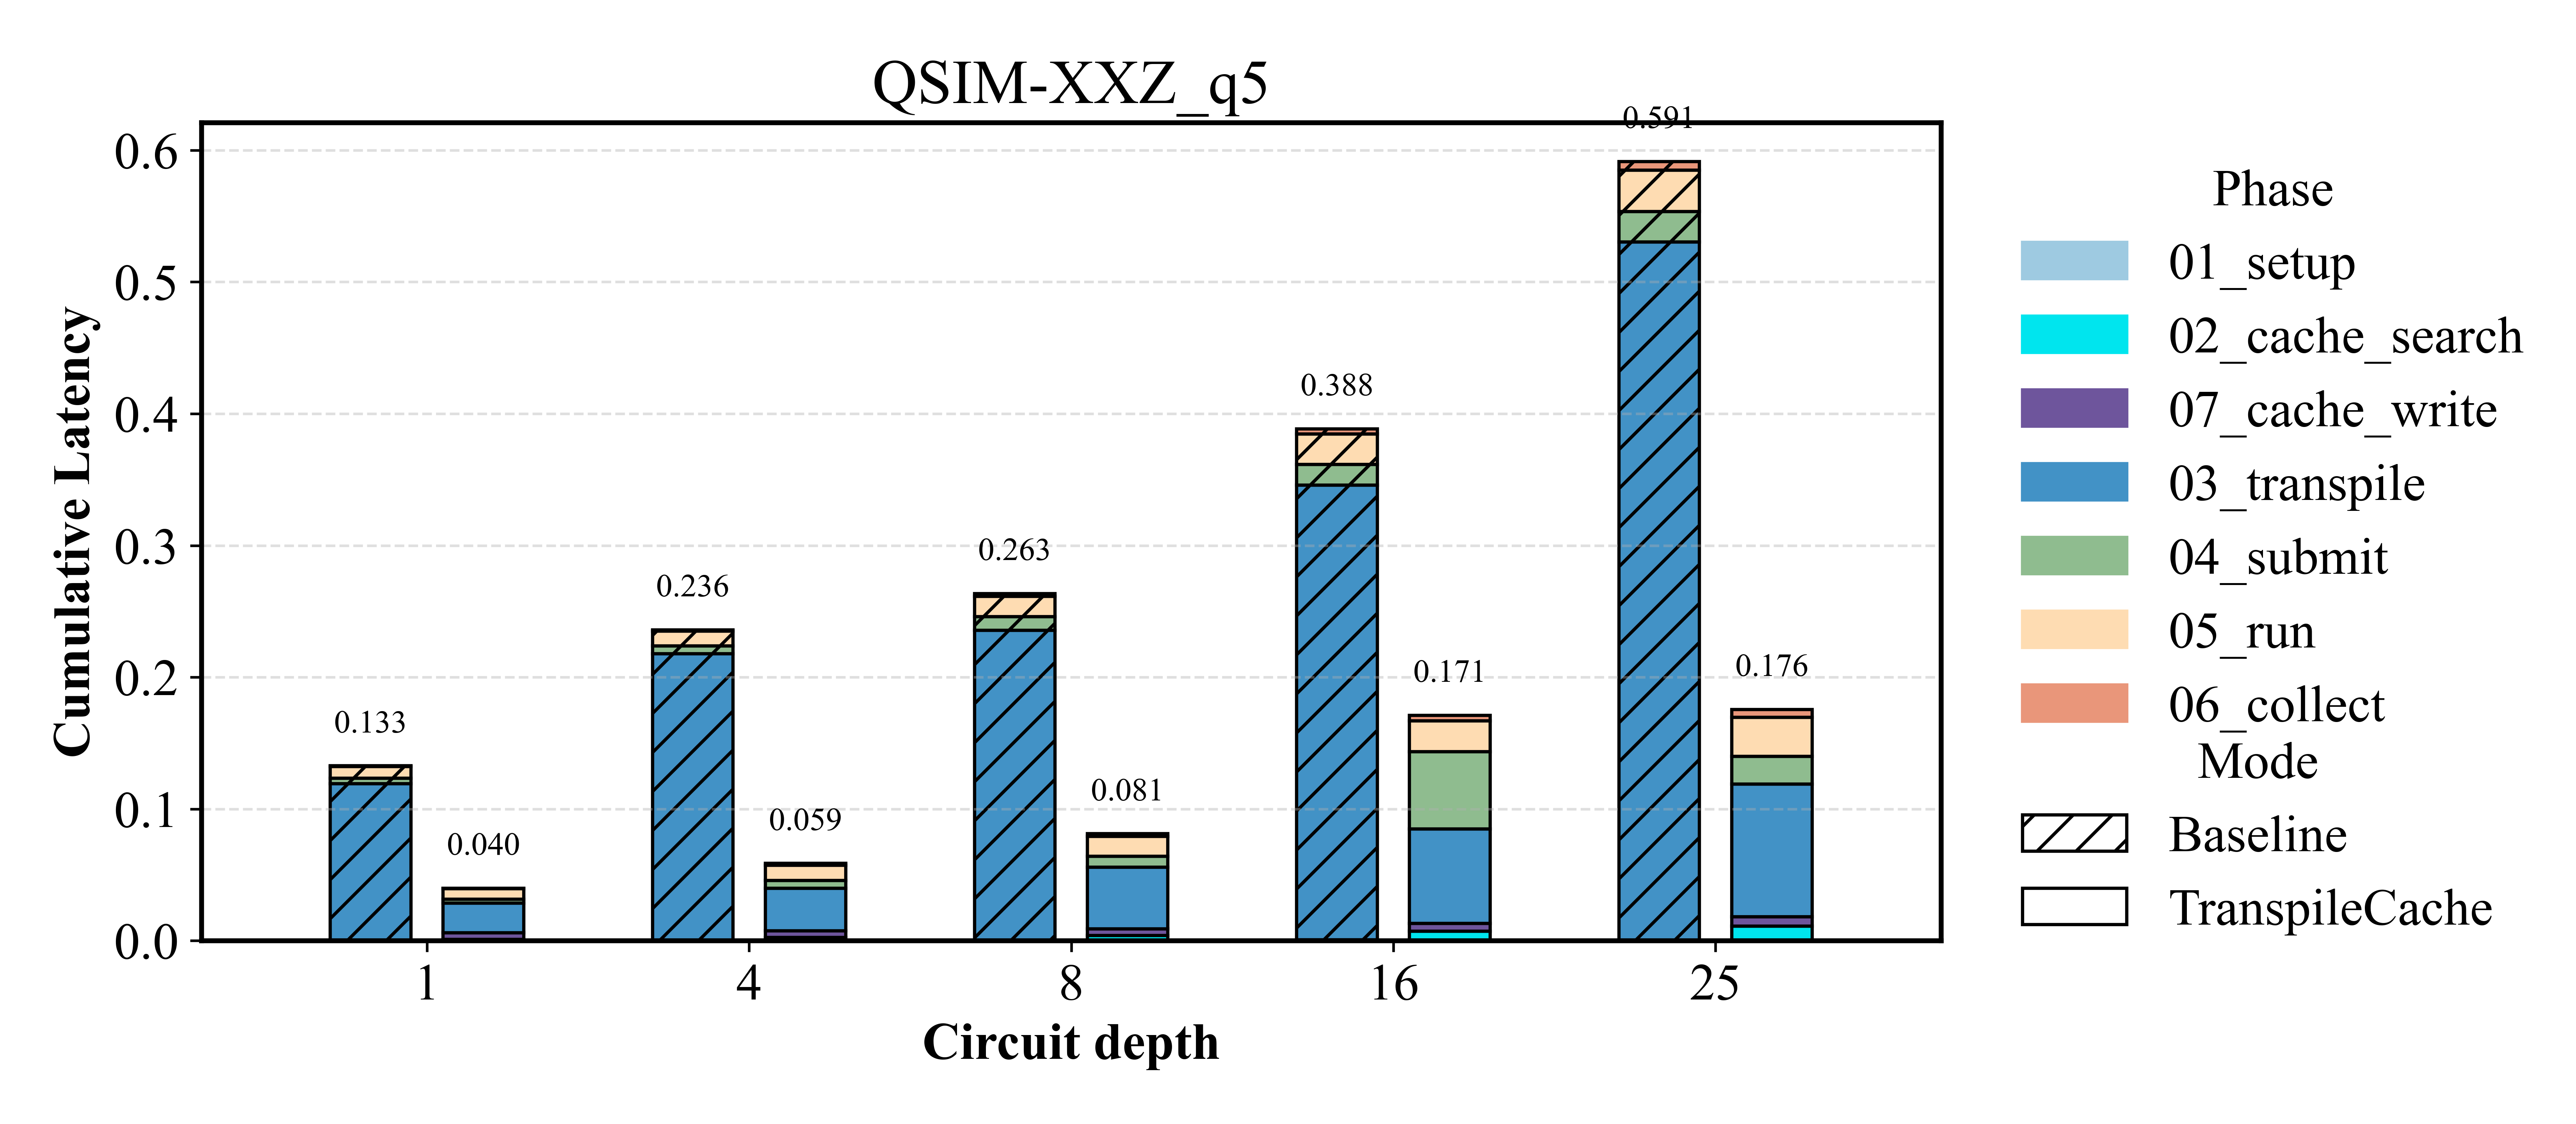 QSIM-XXZ_q5
Cumulative Latency
0.6
0.5
0.4
0.3
0.2
0.1
0.0
0.133
0.040
0.236
0.059
0.263
0.081
0.388
0.171
0.591
0.176
1
4
8
16
25
Circuit depth
Phase
01_setup
02_cache_search
07_cache_write
03_transpile
04_submit
05_run
06_collect
Mode
Baseline
TranspileCache